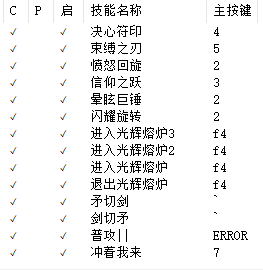 C P 启 技能名称 主按键
✓ ✓ 决心符印 4
✓ ✓ 束缚之刃 5
✓ ✓ 愤怒回旋 2
✓ ✓ 信仰之跃 3
✓ ✓ 晕眩巨锤 2
✓ ✓ 闪耀旋转 2
✓ ✓ 进入光辉熔炉3 f4
✓ ✓ 进入光辉熔炉2 f4
✓ ✓ 进入光辉熔炉 f4
✓ ✓ 退出光辉熔炉 f4
✓ ✓ 矛切剑 `
✓ ✓ 剑切矛 `
✓ ✓ 普攻|| ERROR
✓ ✓ 冲着我来 7